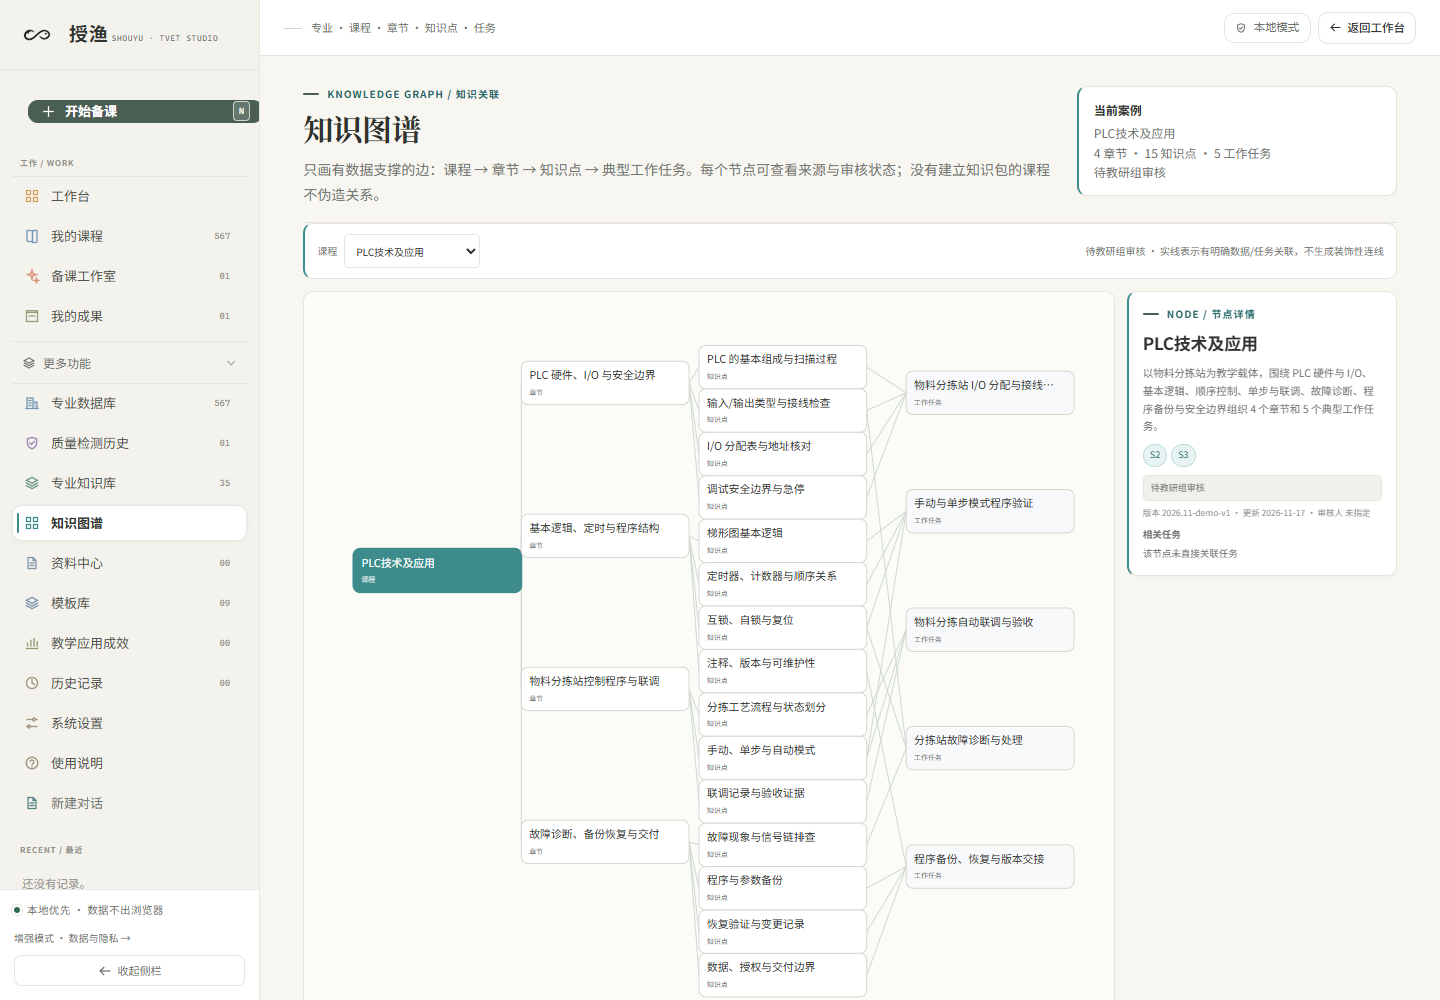 授渔 SHOUYU · TVET STUDIO
开始备课 N
工作 / WORK
工作台
我的课程 567
备课工作室 01
我的成果 01
更多功能
专业数据库 567
质量检测历史 01
专业知识库 35
知识图谱
资料中心 00
模板库 09
教学应用成效 00
历史记录 00
系统设置
使用说明
新建对话
RECENT / 最近
还没有记录。
本地优先 · 数据不出浏览器
增强模式 · 数据与隐私 →
← 收起侧栏
专业 · 课程 · 章节 · 知识点 · 任务
本地模式
← 返回工作台
KNOWLEDGE GRAPH / 知识关联
知识图谱
只画有数据支撑的边：课程 → 章节 → 知识点 → 典型工作任务。每个节点可查看来源与审核状态；没有建立知识包的课程
不伪造关系。
当前案例
PLC技术及应用
4 章节 · 15 知识点 · 5 工作任务
待教研组审核
课程 PLC技术及应用
待教研组审核 · 实线表示有明确数据/任务关联，不生成装饰性连线
PLC技术及应用
课程
PLC 硬件、I/O 与安全边界
章节
基本逻辑、定时与程序结构
章节
物料分拣站控制程序与联调
章节
故障诊断、备份恢复与交付
章节
PLC 的基本组成与扫描过程
知识点
输入/输出类型与接线检查
知识点
I/O 分配表与地址核对
知识点
调试安全边界与急停
知识点
梯形图基本逻辑
知识点
定时器、计数器与顺序关系
知识点
互锁、自锁与复位
知识点
注释、版本与可维护性
知识点
分拣工艺流程与状态划分
知识点
手动、单步与自动模式
知识点
联调记录与验收证据
知识点
故障现象与信号链排查
知识点
程序与参数备份
知识点
恢复验证与变更记录
知识点
数据、授权与交付边界
知识点
物料分拣站 I/O 分配与接线…
工作任务
手动与单步模式程序验证
工作任务
物料分拣自动联调与验收
工作任务
分拣站故障诊断与处理
工作任务
程序备份、恢复与版本交接
工作任务
NODE / 节点详情
PLC技术及应用
以物料分拣站为教学载体，围绕 PLC 硬件与 I/O、
基本逻辑、顺序控制、单步与联调、故障诊断、程
序备份与安全边界组织 4 个章节和 5 个典型工作任
务。
S2 S3
待教研组审核
版本 2026.11-demo-v1 · 更新 2026-11-17 · 审核人 未指定
相关任务
该节点未直接关联任务